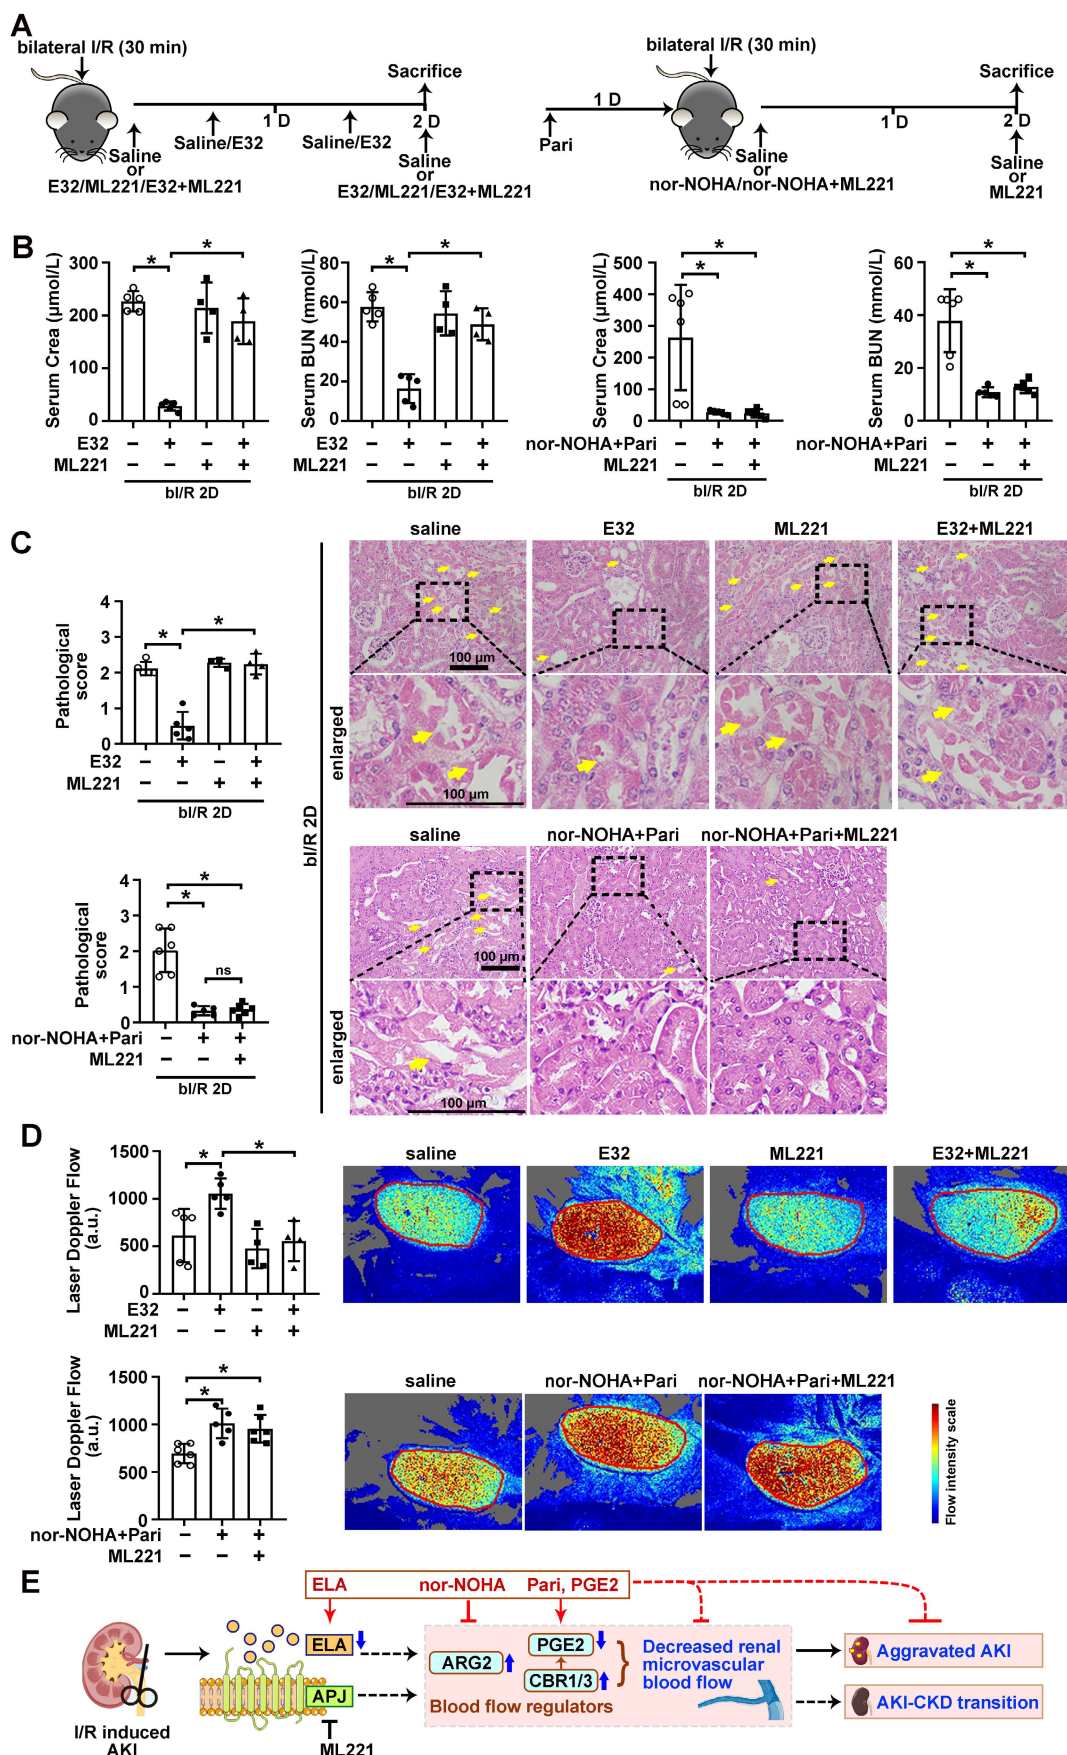 A
bilateral I/R (30 min)
Sacrifice
1 D
2 D
Saline/E32
Saline/E32
Saline
or
E32/ML221/E32+ML221
Saline
or
E32/ML221/E32+ML221
bilateral I/R (30 min)
Sacrifice
1 D
Pari
1 D
2 D
Saline
or
nor-NOHA/nor-NOHA+ML221
Saline
or
ML221
B
Serum Crea (μmol/L)
300
200
100
0
* *
E32 − + − +
ML221 − − + +
bI/R 2D
Serum BUN (mmol/L)
80
60
40
20
0
* *
E32 − + − +
ML221 − − + +
bI/R 2D
Serum Crea (μmol/L)
500
400
300
200
100
0
*
*
nor-NOHA+Pari − + +
ML221 − − +
bI/R 2D
Serum BUN (mmol/L)
60
40
20
0
*
*
nor-NOHA+Pari − + +
ML221 − − +
bI/R 2D
C
Pathological
score
4
3
2
1
0
* *
E32 − + − +
ML221 − − + +
bI/R 2D
Pathological
score
4
3
2
1
0
*
*
ns
nor-NOHA+Pari − + +
ML221 − − +
bI/R 2D
bI/R 2D
saline E32 ML221 E32+ML221
100 μm
enlarged
100 μm
saline nor-NOHA+Pari nor-NOHA+Pari+ML221
100 μm
enlarged
100 μm
D
Laser Doppler Flow
(a.u.)
1500
1000
500
0
* *
E32 − + − +
ML221 − − + +
saline E32 ML221 E32+ML221
Laser Doppler Flow
(a.u.)
1500
1000
500
0
*
*
nor-NOHA+Pari − + +
ML221 − − +
saline nor-NOHA+Pari nor-NOHA+Pari+ML221
Flow intensity scale
E
ELA nor-NOHA Pari, PGE2
I/R induced
AKI
ELA
APJ
ML221
ARG2
PGE2
CBR1/3
Blood flow regulators
Decreased renal
microvascular
blood flow
Aggravated AKI
AKI-CKD transition